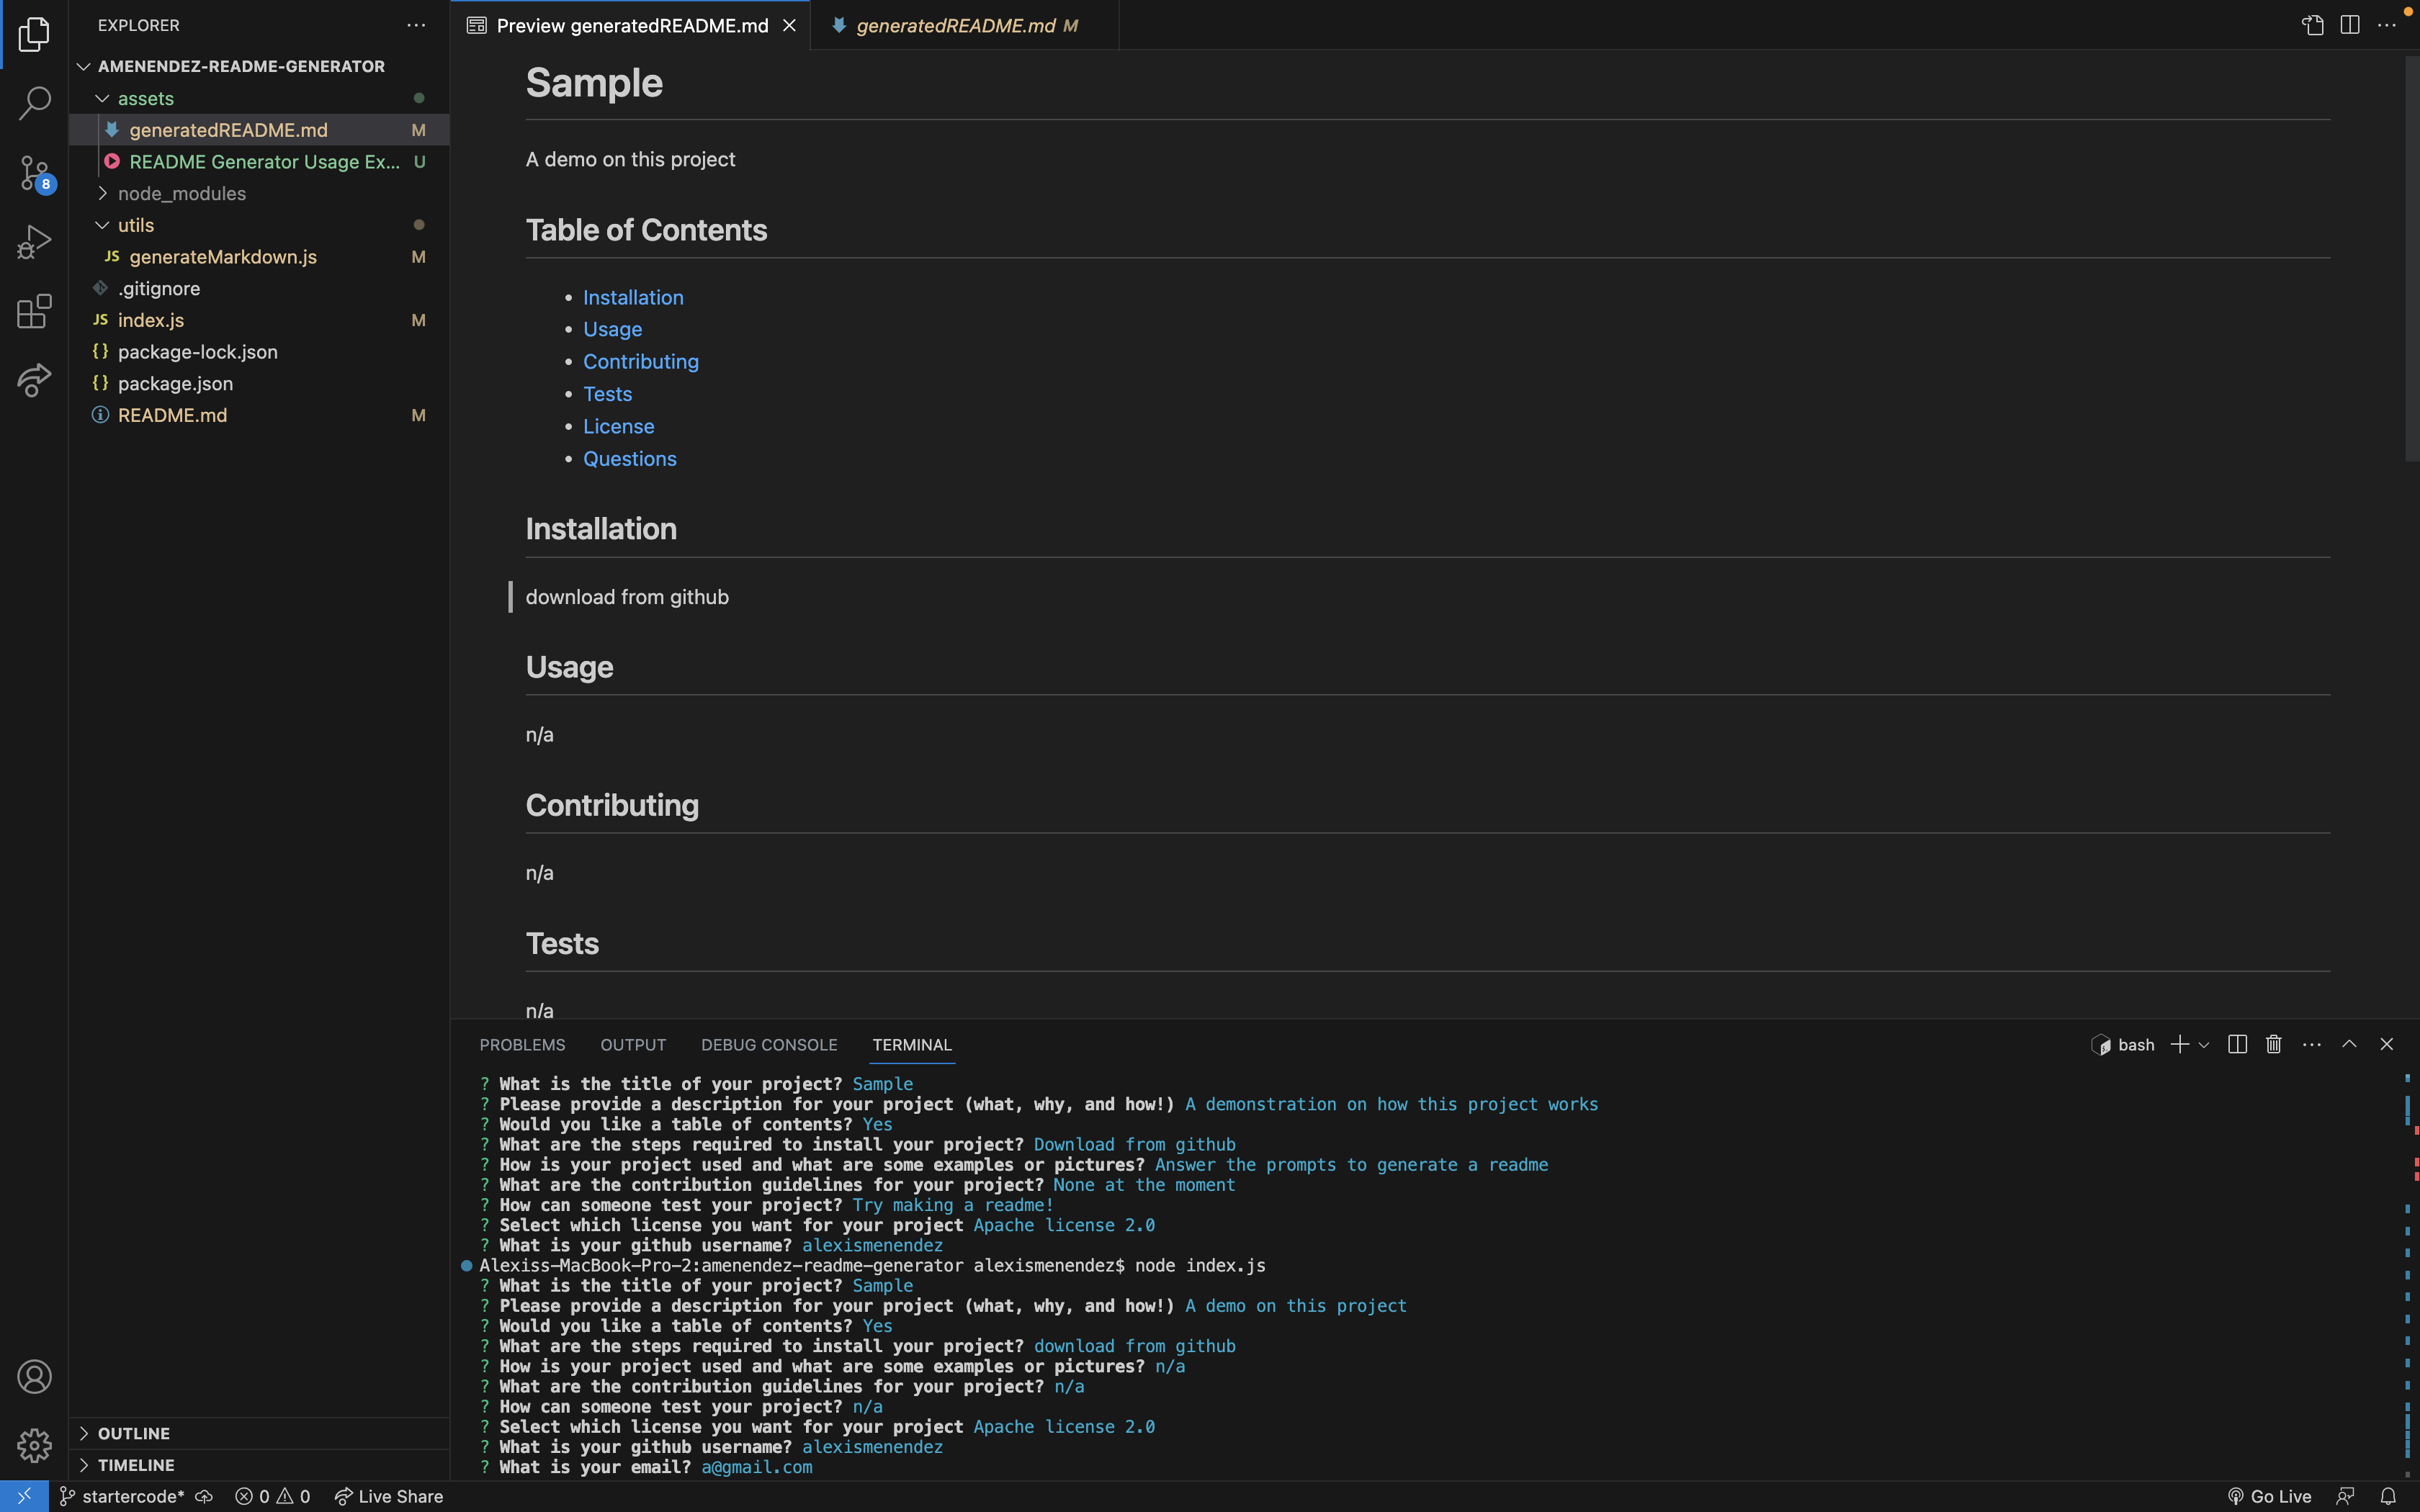 EXPLORER
AMENENDEZ-README-GENERATOR
assets
generatedREADME.md M
README Generator Usage Ex... U
node_modules
utils
JS generateMarkdown.js M
.gitignore
JS index.js M
{} package-lock.json
{} package.json
README.md M
OUTLINE
TIMELINE
8
Preview generatedREADME.md
generatedREADME.md M
Sample
A demo on this project
Table of Contents
• Installation
• Usage
• Contributing
• Tests
• License
• Questions
Installation
download from github
Usage
n/a
Contributing
n/a
Tests
n/a
PROBLEMS OUTPUT DEBUG CONSOLE TERMINAL
bash
? What is the title of your project? Sample
? Please provide a description for your project (what, why, and how!) A demonstration on how this project works
? Would you like a table of contents? Yes
? What are the steps required to install your project? Download from github
? How is your project used and what are some examples or pictures? Answer the prompts to generate a readme
? What are the contribution guidelines for your project? None at the moment
? How can someone test your project? Try making a readme!
? Select which license you want for your project Apache license 2.0
? What is your github username? alexismenendez
Alexiss-MacBook-Pro-2:amenendez-readme-generator alexismenendez$ node index.js
? What is the title of your project? Sample
? Please provide a description for your project (what, why, and how!) A demo on this project
? Would you like a table of contents? Yes
? What are the steps required to install your project? download from github
? How is your project used and what are some examples or pictures? n/a
? What are the contribution guidelines for your project? n/a
? How can someone test your project? n/a
? Select which license you want for your project Apache license 2.0
? What is your github username? alexismenendez
? What is your email? a@gmail.com
startercode* 0 0 Live Share
Go Live